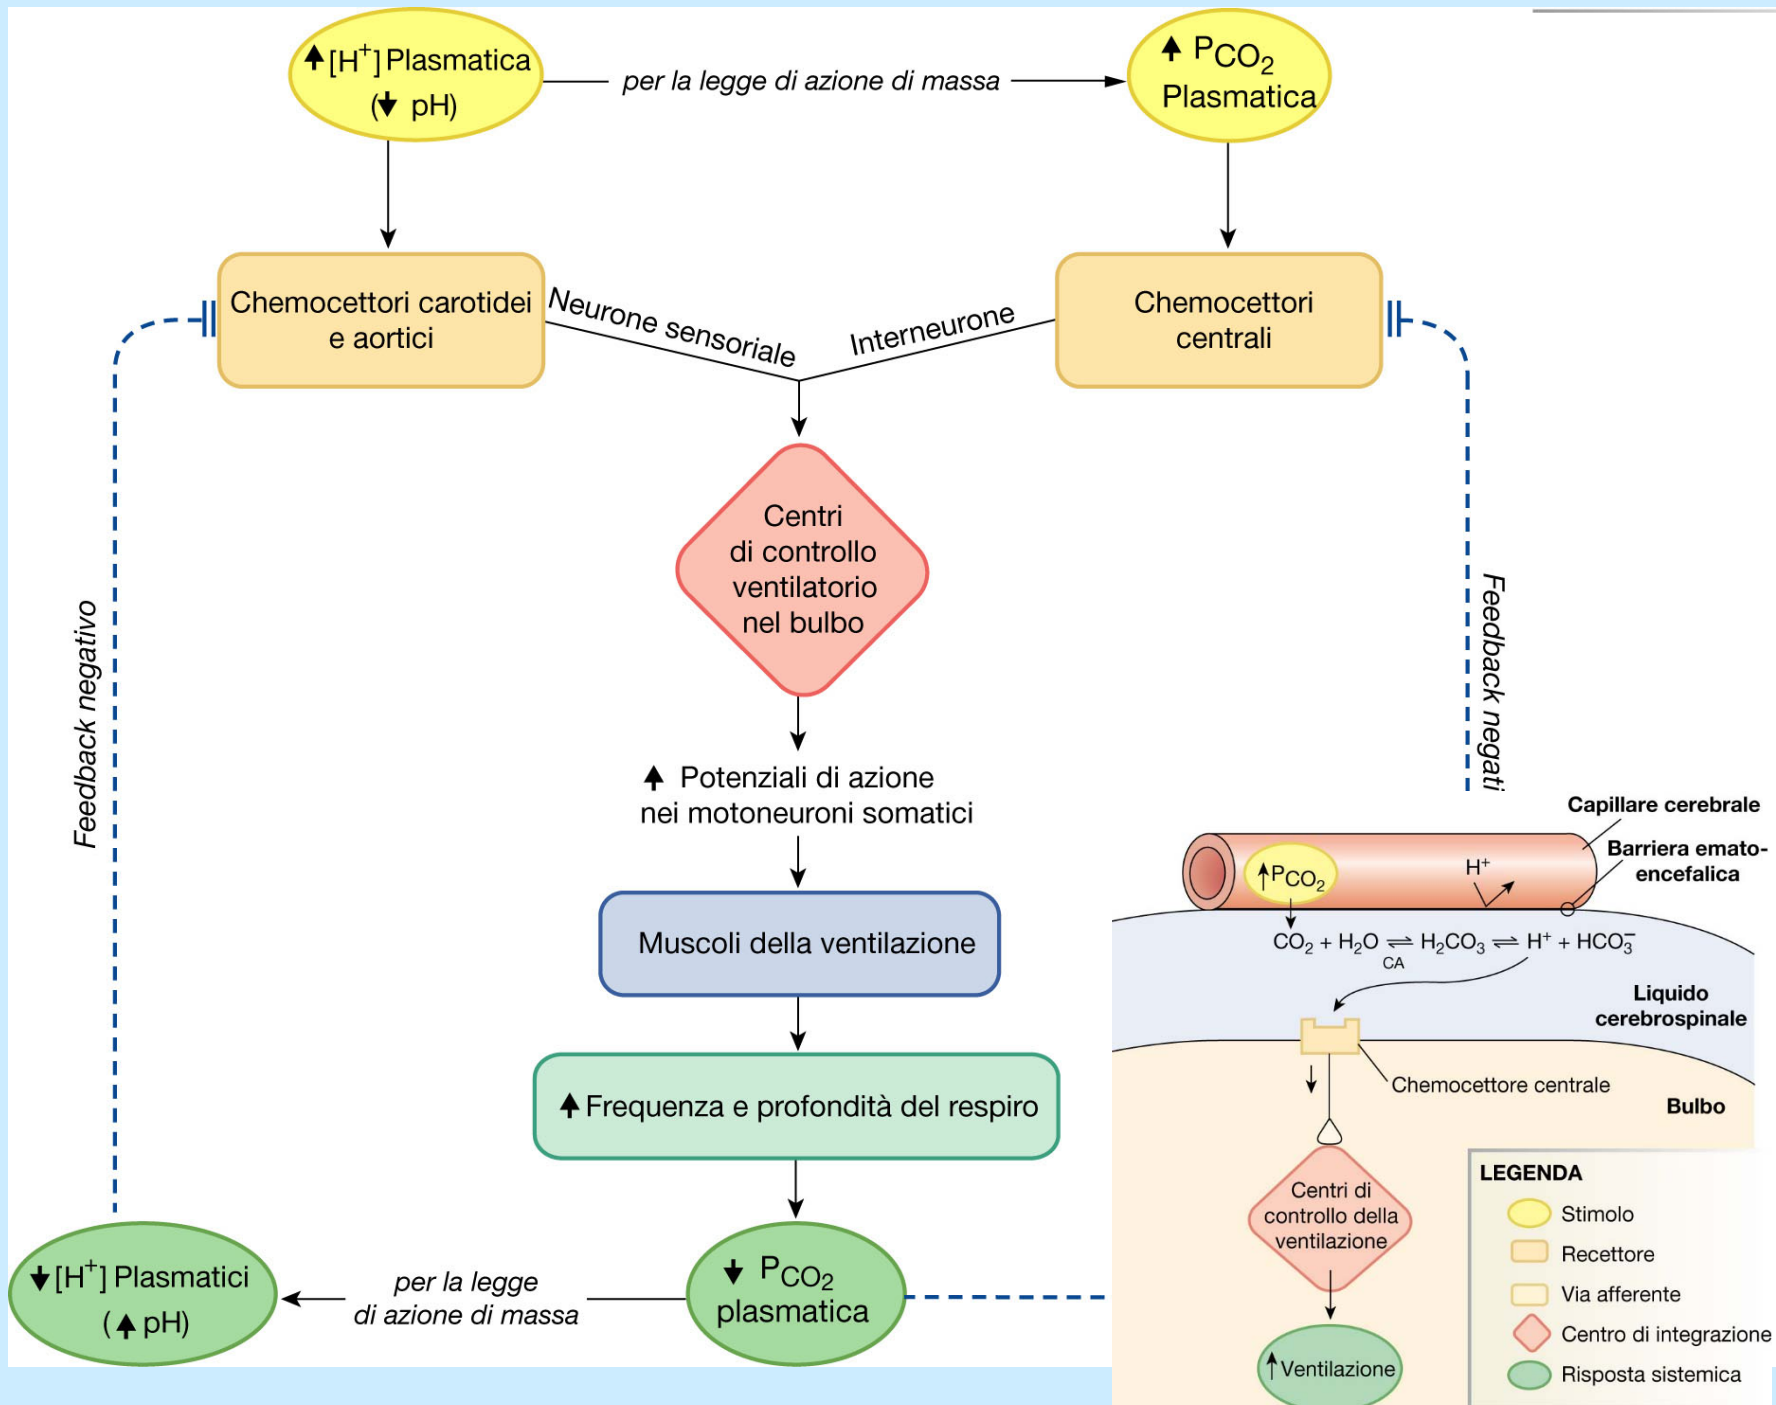 [H⁺] Plasmatica
( pH)
per la legge di azione di massa
PCO₂
Plasmatica
Chemocettori carotidei
e aortici
Neurone sensoriale
Interneurone
Chemocettori
centrali
Centri
di controllo
ventilatorio
nel bulbo
Feedback negativo
Feedback negati
Potenziali di azione
nei motoneuroni somatici
Muscoli della ventilazione
Frequenza e profondità del respiro
[H⁺] Plasmatici
( pH)
per la legge
di azione di massa
PCO₂
plasmatica
Capillare cerebrale
Barriera emato-
encefalica
↑PCO₂
H⁺
CO₂ + H₂O ⇌ H₂CO₃ ⇌ H⁺ + HCO₃⁻
CA
Liquido
cerebrospinale
Chemocettore centrale
Bulbo
Centri di
controllo della
ventilazione
↑Ventilazione
LEGENDA
Stimolo
Recettore
Via afferente
Centro di integrazione
Risposta sistemica